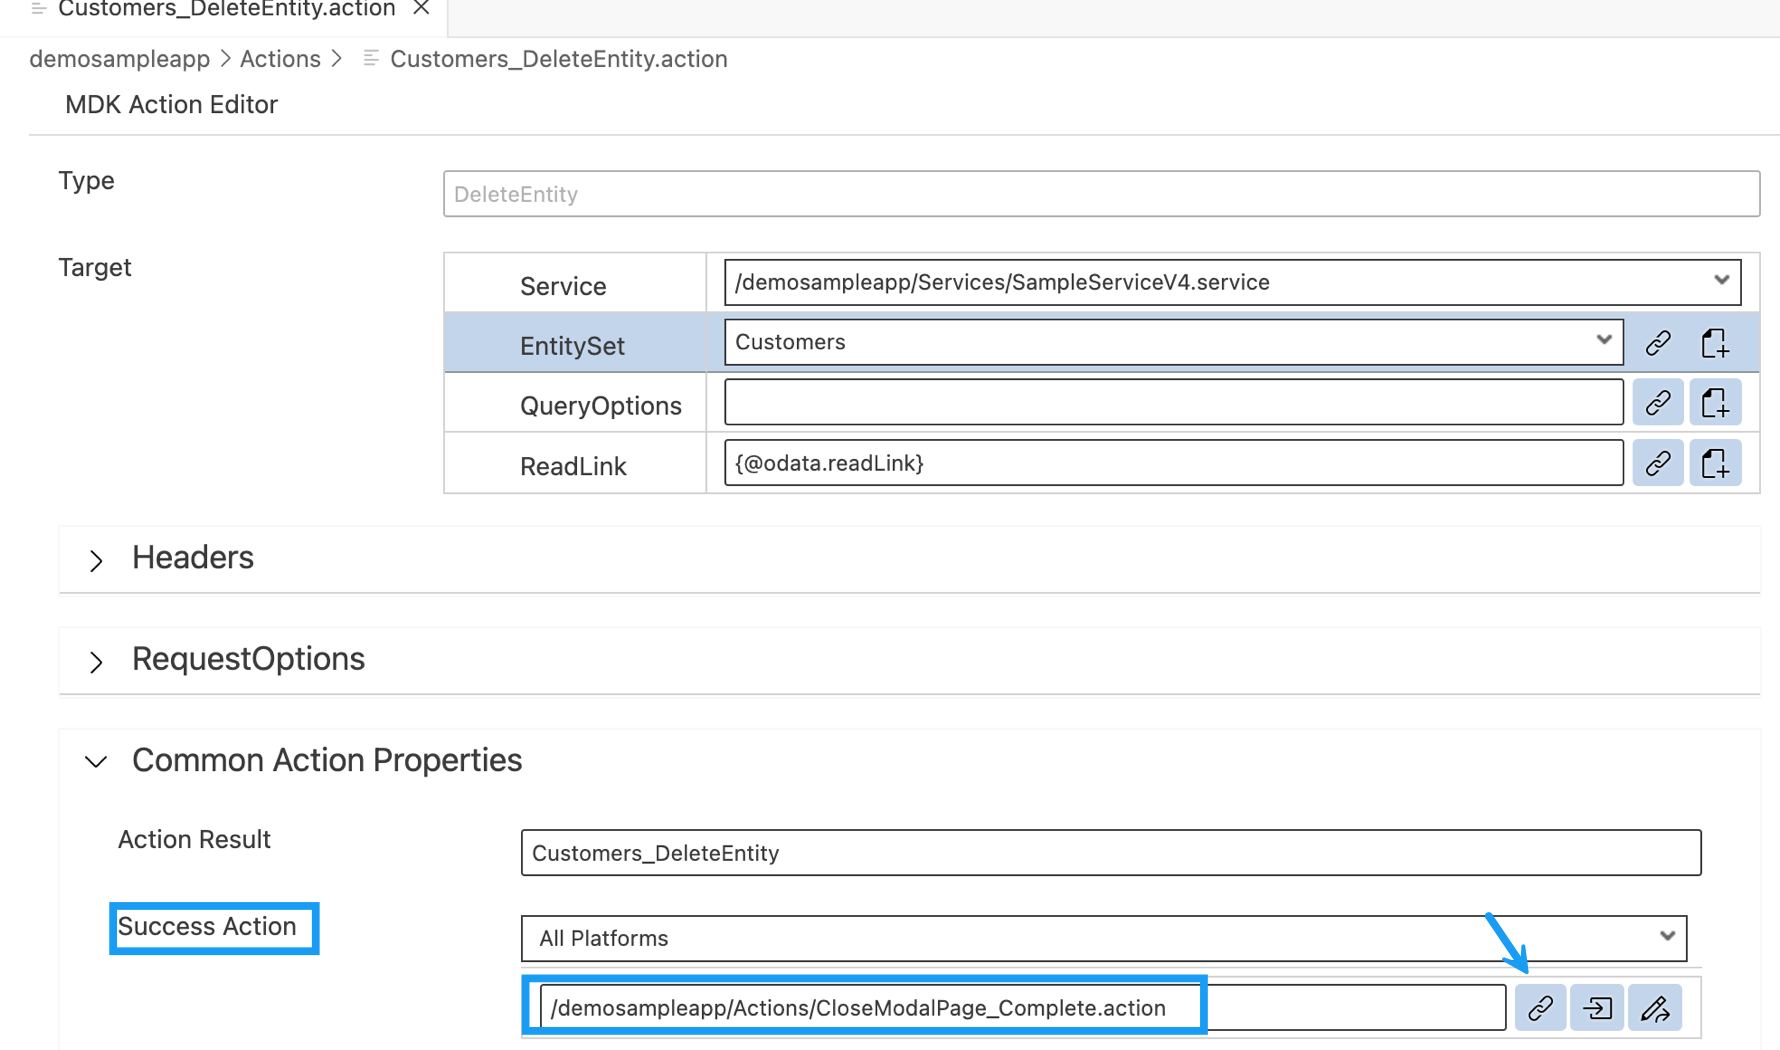 Customers_DeleteEntity.action
demosampleapp > Actions > Customers_DeleteEntity.action
MDK Action Editor
Type
DeleteEntity
Target
Service
/demosampleapp/Services/SampleServiceV4.service
EntitySet
Customers
QueryOptions
ReadLink
{@odata.readLink}
Headers
RequestOptions
Common Action Properties
Action Result
Customers_DeleteEntity
Success Action
All Platforms
/demosampleapp/Actions/CloseModalPage_Complete.action